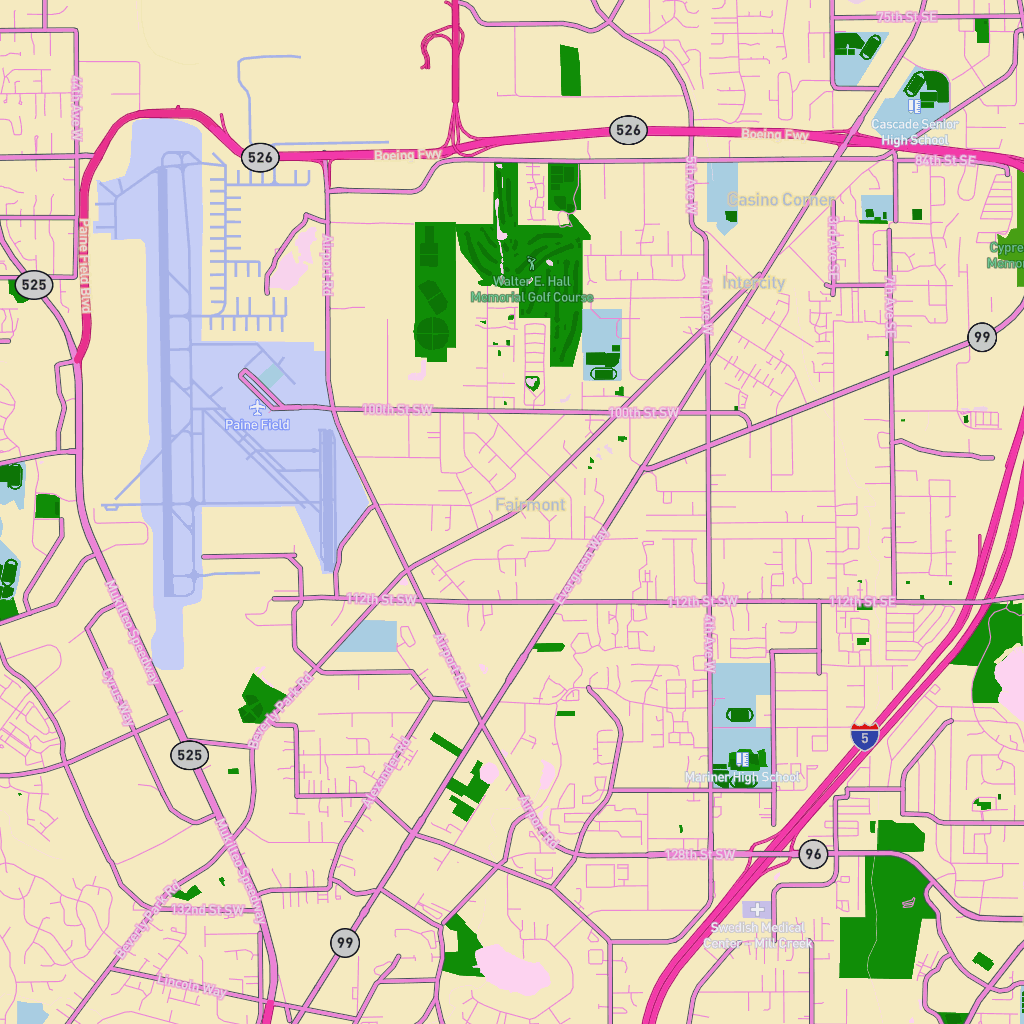 75th St SE
44th Ave W
526
Boeing Fwy
Cascade Senior
High School
526
Boeing Fwy
84th St SE
5th Ave W
Casino Corner
Paine Field Blvd
Airport Rd
3rd Ave SE
525
Walter E. Hall
Memorial Golf Course
4th Ave W
Intercity
7th Ave SE
99
100th St SW
100th St SW
Paine Field
Fairmont
Evergreen Way
112th St SW
112th St SW
112th St SE
Mukilteo Speedway
Airport Rd
4th Ave W
Cyrus Way
Beverly Park Rd
5
525
Alexander Rd
Mariner High School
Airport Rd
Mukilteo Speedway
128th St SW
96
Beverly Park Rd
132nd St SW
Swedish Medical
99
Lincoln Way